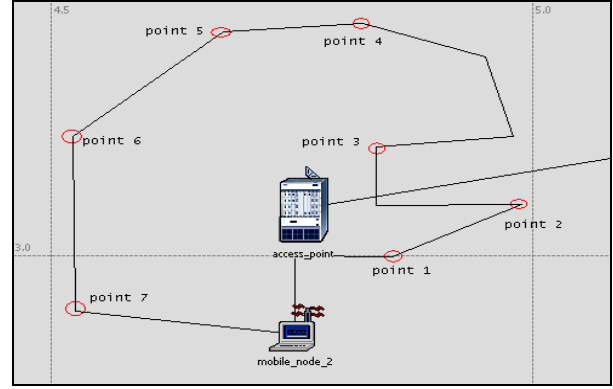 4.5
5.0
point 5
point 4
point 6
point 3
point 2
3.0
access_point
point 1
point 7
mobile_node_2